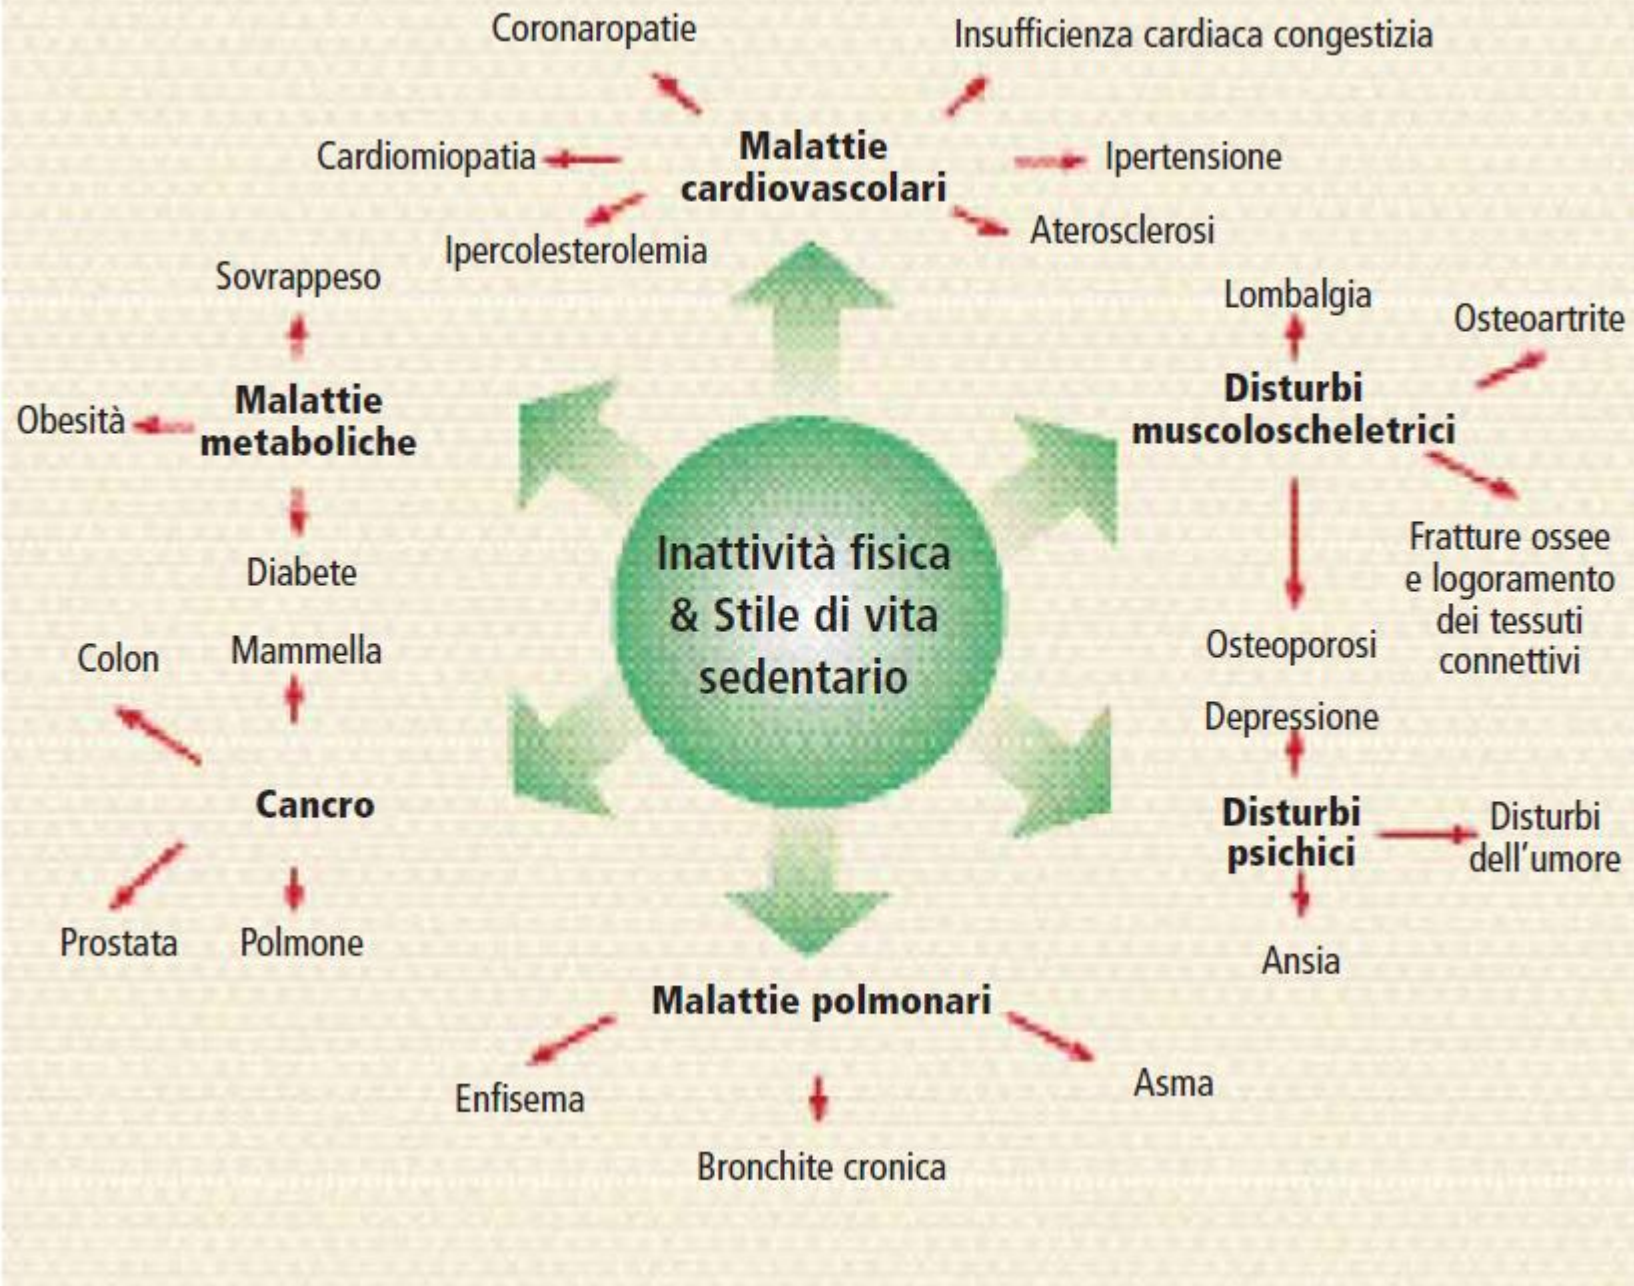 Coronaropatie
Insufficienza cardiaca congestizia
Cardiomiopatia
Malattie
cardiovascolari
Ipertensione
Ipercolesterolemia
Aterosclerosi
Sovrappeso
Obesità
Malattie
metaboliche
Diabete
Lombalgia
Osteoartrite
Disturbi
muscoloscheletrici
Fratture ossee
e logoramento
dei tessuti
connettivi
Osteoporosi
Inattività fisica
& Stile di vita
sedentario
Colon
Mammella
Cancro
Prostata
Polmone
Depressione
Disturbi
psichici
Disturbi
dell'umore
Ansia
Malattie polmonari
Enfisema
Bronchite cronica
Asma